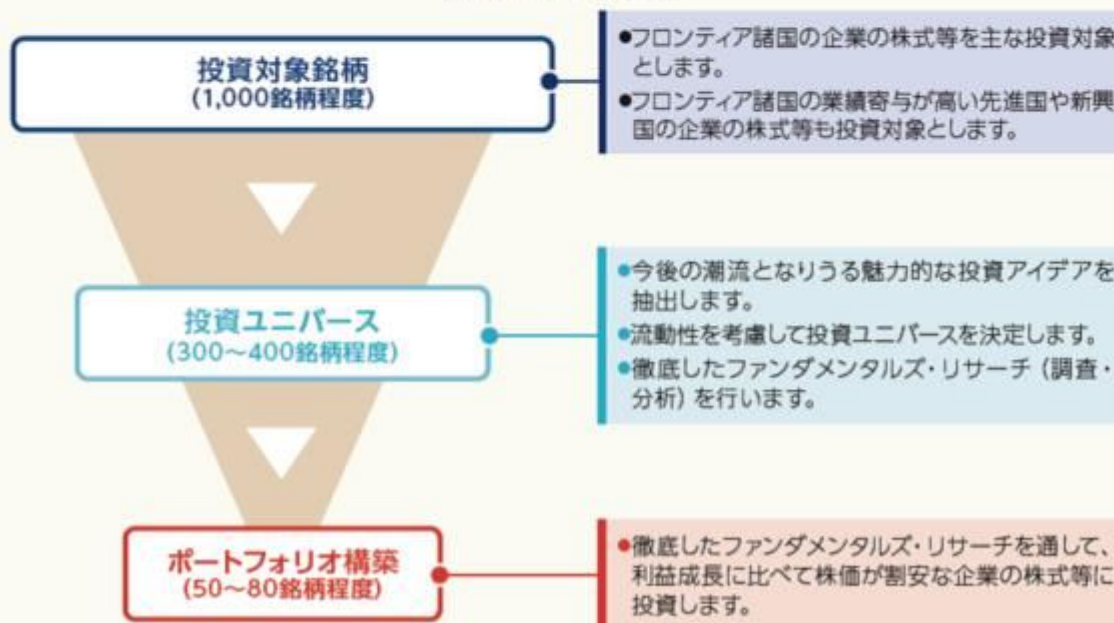 投資対象銘柄
(1,000銘柄程度)
●フロンティア諸国の企業の株式等を主な投資対象
とします。
●フロンティア諸国の業績寄与が高い先進国や新興
国の企業の株式等も投資対象とします。
投資ユニバース
(300〜400銘柄程度)
●今後の潮流となりうる魅力的な投資アイデアを
抽出します。
●流動性を考慮して投資ユニバースを決定します。
●徹底したファンダメンタルズ・リサーチ(調査・
分析)を行います。
ポートフォリオ構築
(50〜80銘柄程度)
●徹底したファンダメンタルズ・リサーチを通して、
利益成長に比べて株価が割安な企業の株式等に
投資します。